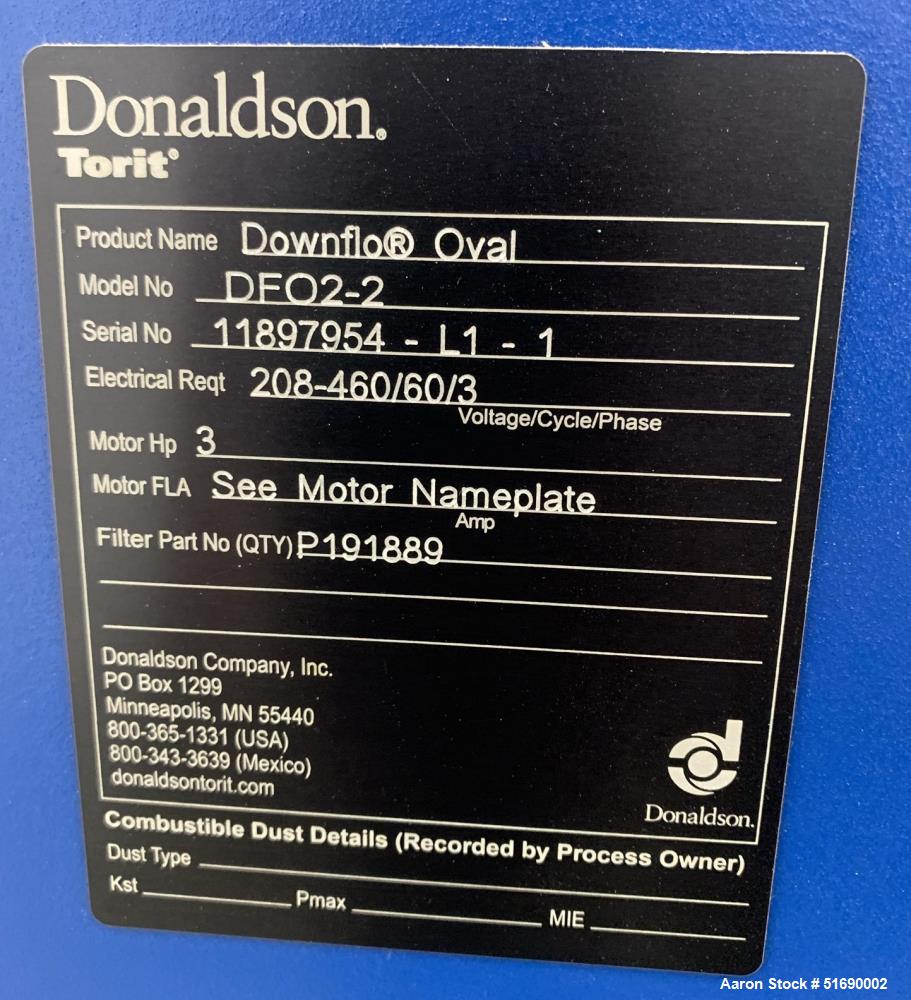 Donaldson.
Torit®
Product Name Downflo® Oval
Model No DFO2-2
Serial No 11897954 - L1 - 1
Electrical Reqt 208-460/60/3
Voltage/Cycle/Phase
Motor Hp 3
Motor FLA See Motor Nameplate
Amp
Filter Part No (QTY) P191889
Donaldson Company, Inc.
PO Box 1299
Minneapolis, MN 55440
800-365-1331 (USA)
800-343-3639 (Mexico)
donaldsontorit.com
Donaldson.
Combustible Dust Details (Recorded by Process Owner)
Dust Type
Kst Pmax MIE
Aaron Stock # 51690002